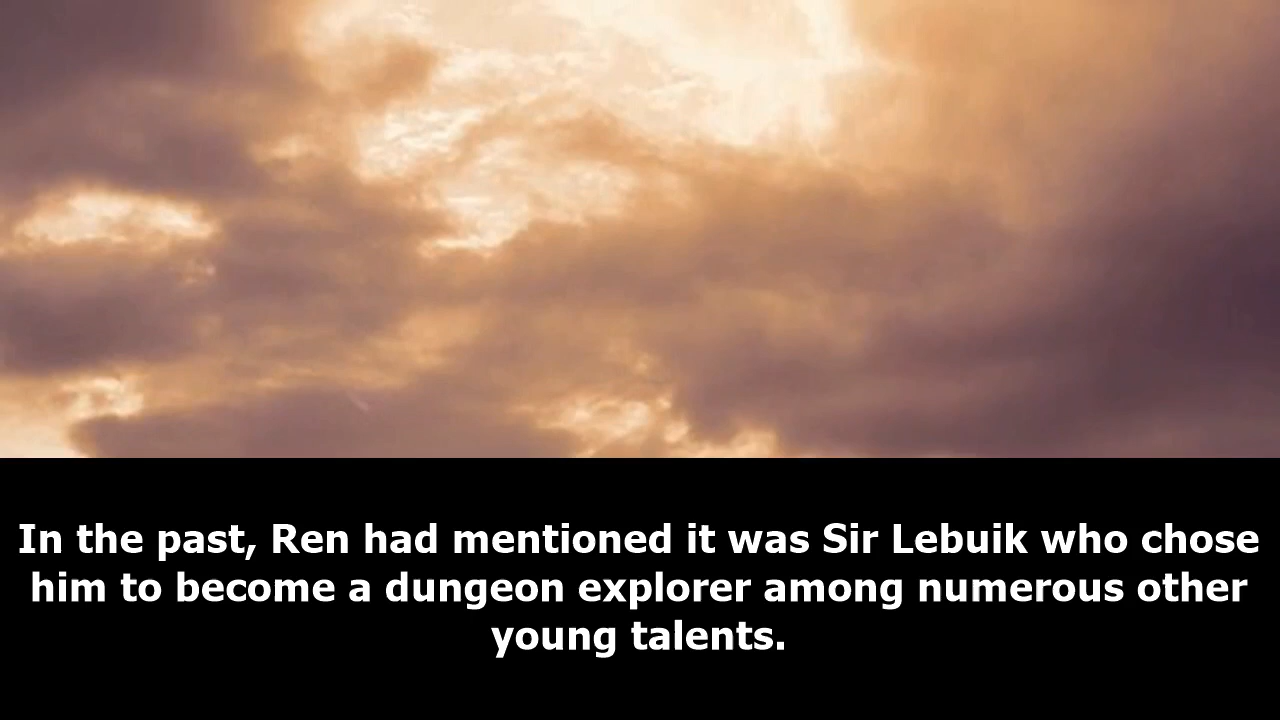 In the past, Ren had mentioned it was Sir Lebuik who chose
him to become a dungeon explorer among numerous other
young talents.